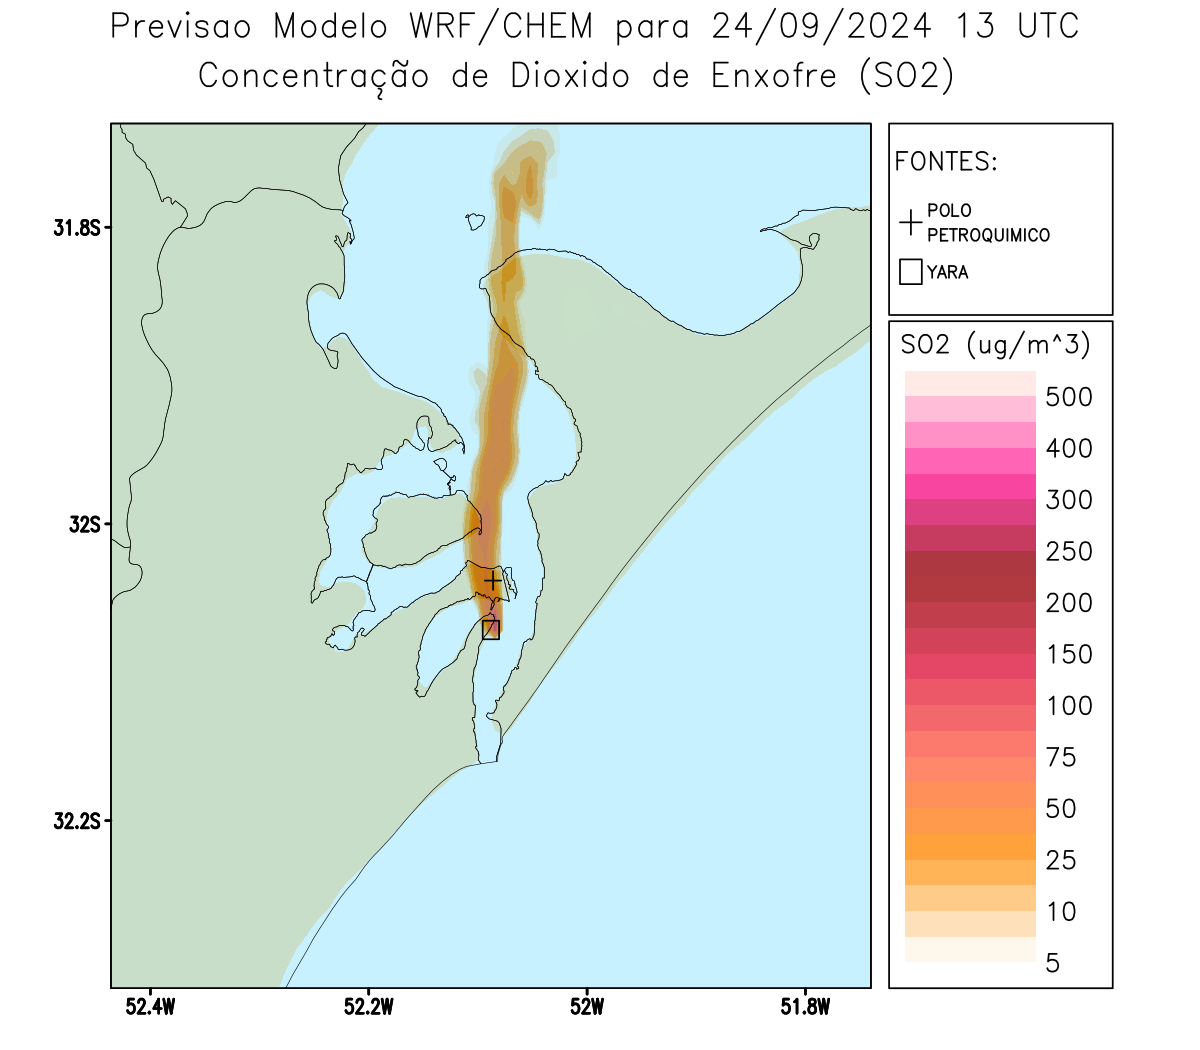 Previsao Modelo WRF/CHEM para 24/09/2024 13 UTC
Concentração de Dioxido de Enxofre (SO2)
FONTES:
POLO
PETROQUIMICO
YARA
SO2 (ug/m^3)
500
400
300
250
200
150
100
75
50
25
10
5
31.8S
32S
32.2S
52.4W
52.2W
52W
51.8W